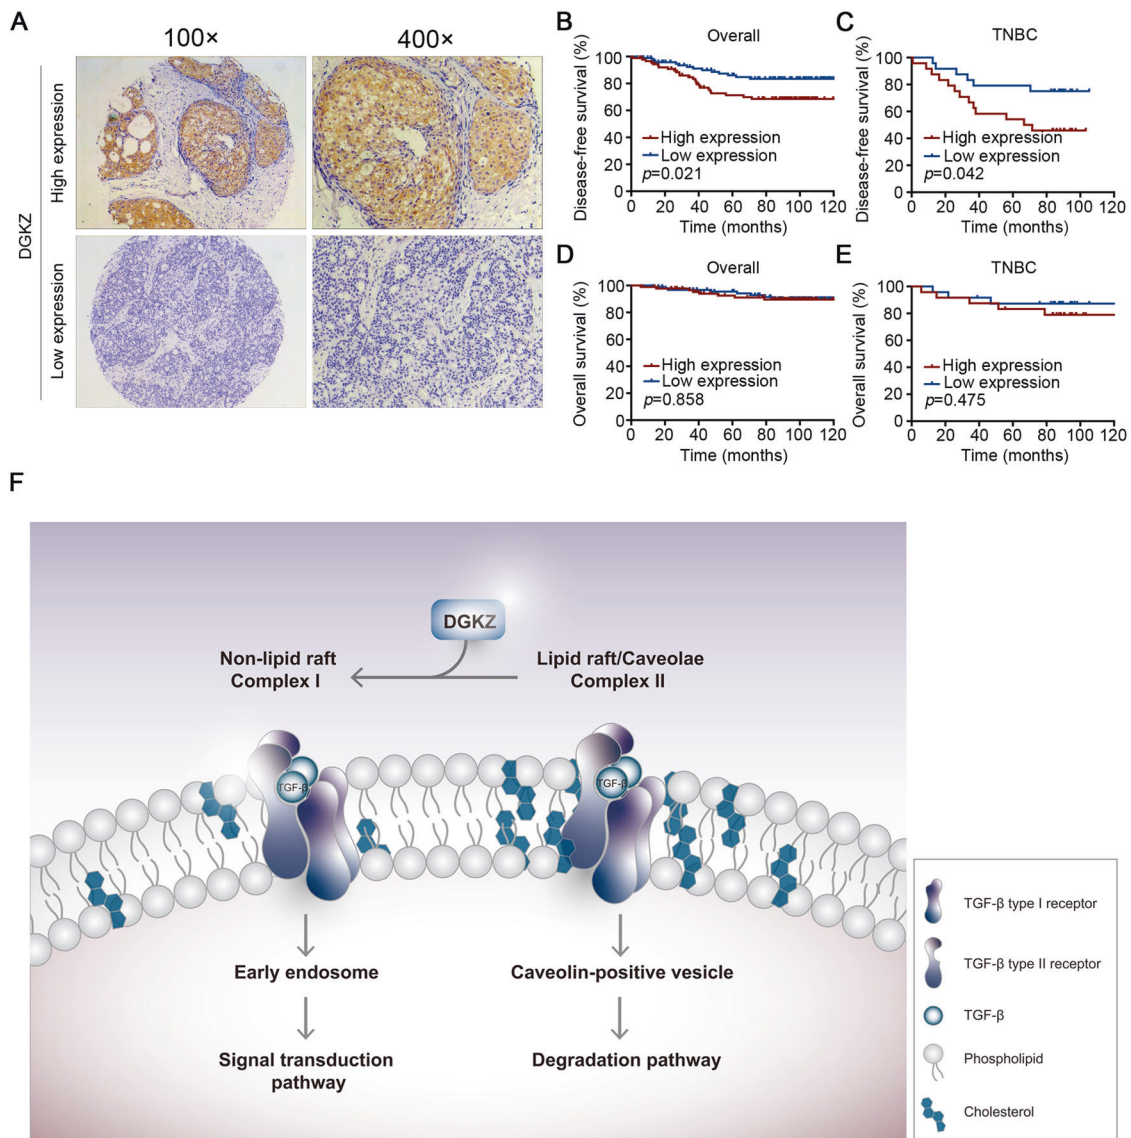 A
100×
400×
DGKZ
High expression
Low expression
B
Overall
Disease-free survival (%)
100
80
60
40
20
0
High expression
Low expression
p=0.021
0 20 40 60 80 100 120
Time (months)
C
TNBC
Disease-free survival (%)
100
80
60
40
20
0
High expression
Low expression
p=0.042
0 20 40 60 80 100 120
Time (months)
D
Overall
Overall survival (%)
100
80
60
40
20
0
High expression
Low expression
p=0.858
0 20 40 60 80 100 120
Time (months)
E
TNBC
Overall survival (%)
100
80
60
40
20
0
High expression
Low expression
p=0.475
0 20 40 60 80 100 120
Time (months)
F
DGKZ
Non-lipid raft
Complex I
Lipid raft/Caveolae
Complex II
TGF-β
TGF-β
Early endosome
Caveolin-positive vesicle
Signal transduction
pathway
Degradation pathway
TGF-β type I receptor
TGF-β type II receptor
TGF-β
Phospholipid
Cholesterol